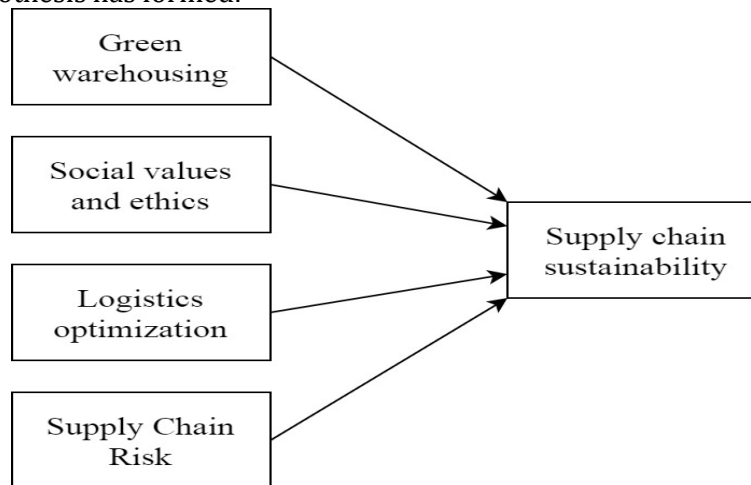 othesis has formed.
Green
warehousing
Social values
and ethics
Logistics
optimization
Supply Chain
Risk
Supply chain
sustainability